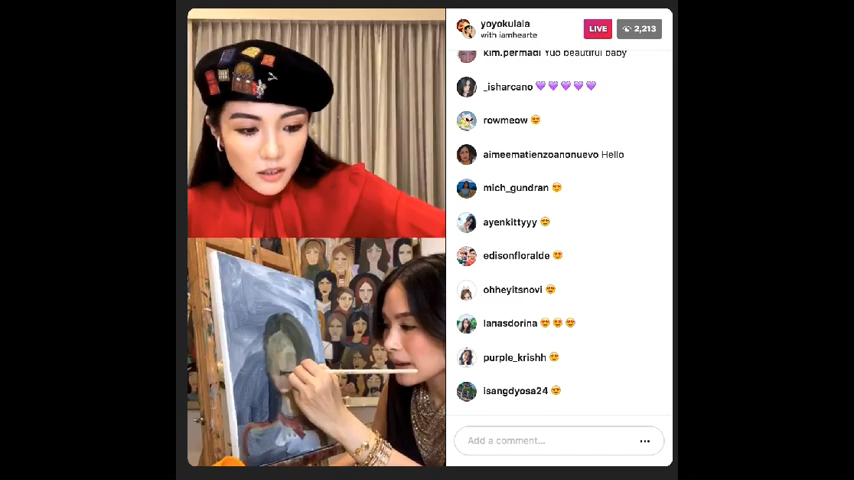 yoyokulala
with iamhearte
LIVE
2,213
kim.permadi Yuo beautiful baby
_isharcano 💜💜💜💜💜
rowmeow 😍
aimeematienzoanonuevo Hello
mich_gundran 😍
ayenkittyyy 😍
edisonfloralde 😍
ohheyitsnovi 😍
lanasdorina 😍😍😍
purple_krishh 😍
isangdyosa24 😍
Add a comment...